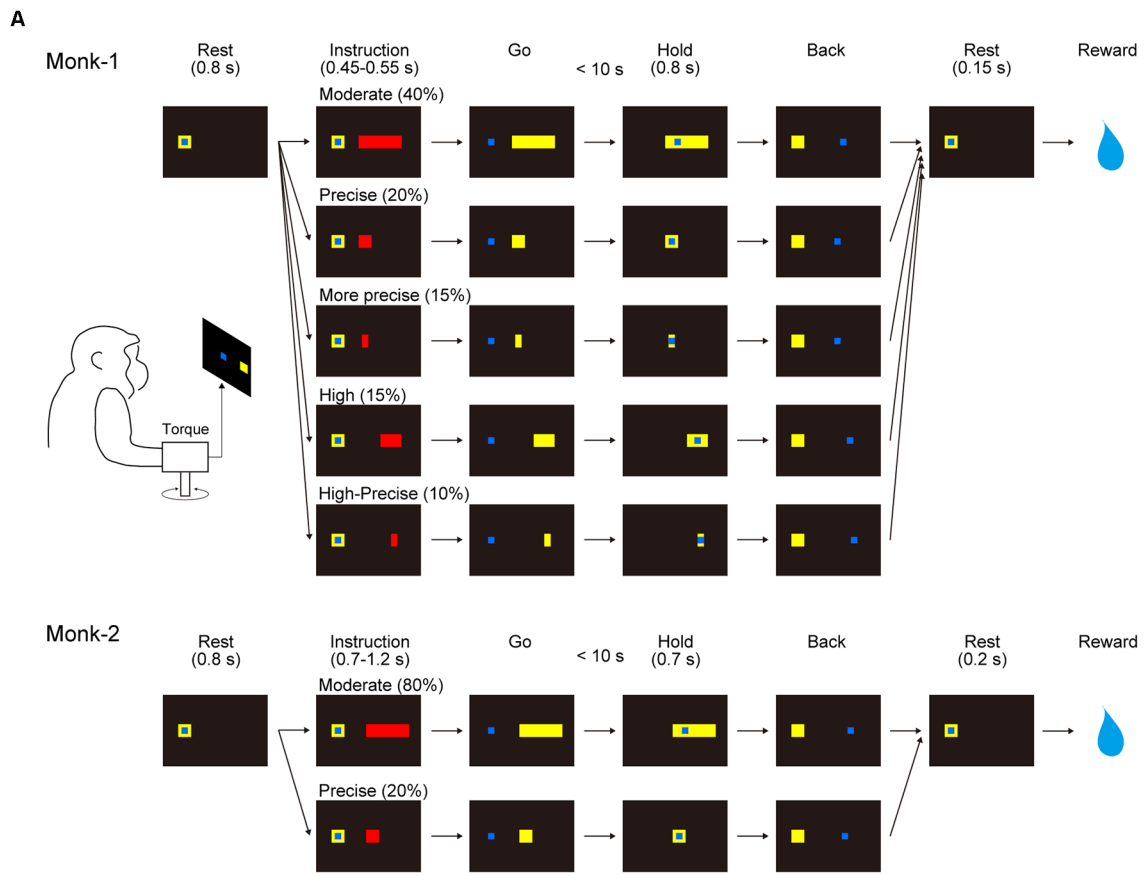 A
Monk-1
Rest
(0.8 s)
Instruction
(0.45-0.55 s)
Go
< 10 s
Hold
(0.8 s)
Back
Rest
(0.15 s)
Reward
Moderate (40%)
Precise (20%)
More precise (15%)
High (15%)
High-Precise (10%)
Torque
Monk-2
Rest
(0.8 s)
Instruction
(0.7-1.2 s)
Go
< 10 s
Hold
(0.7 s)
Back
Rest
(0.2 s)
Reward
Moderate (80%)
Precise (20%)